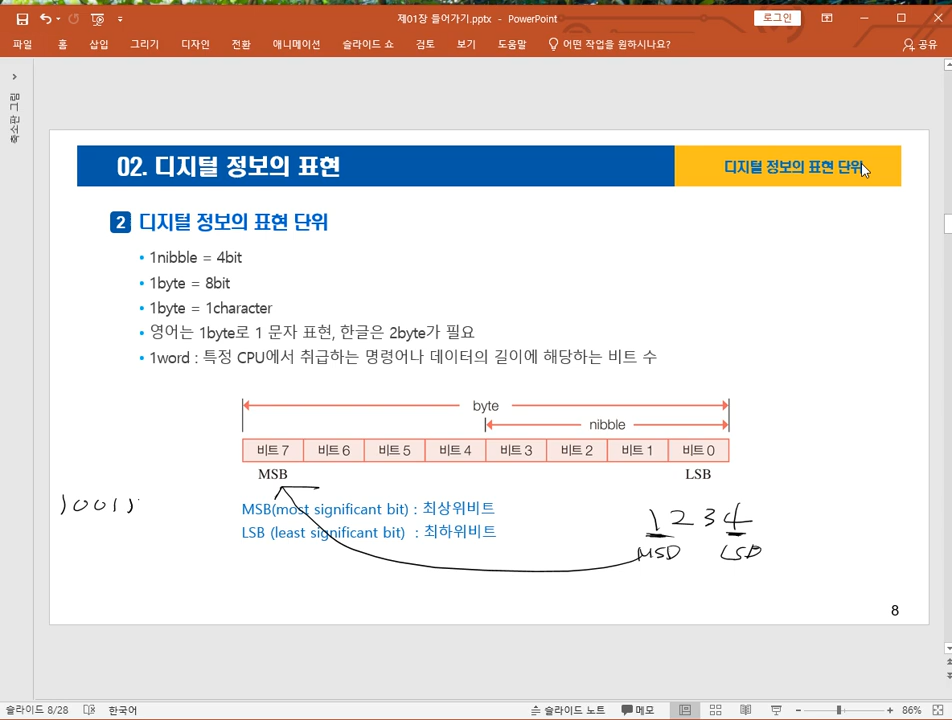 제01장 들어가기.pptx - PowerPoint
로그인
파일 홈 삽입 그리기 디자인 전환 애니메이션 슬라이드 쇼 검토 보기 도움말 어떤 작업을 원하시나요? 공유
축소판 그림
02. 디지털 정보의 표현
디지털 정보의 표현 단위
2 디지털 정보의 표현 단위
• 1nibble = 4bit
• 1byte = 8bit
• 1byte = 1character
• 영어는 1byte로 1 문자 표현, 한글은 2byte가 필요
• 1word : 특정 CPU에서 취급하는 명령어나 데이터의 길이에 해당하는 비트 수
byte
nibble
비트 7 비트 6 비트 5 비트 4 비트 3 비트 2 비트 1 비트 0
MSB LSB
MSB(most significant bit) : 최상위비트
LSB (least significant bit) : 최하위비트
1 2 3 4
MSD LSD
8
슬라이드 8/28 한국어 슬라이드 노트 메모 86%